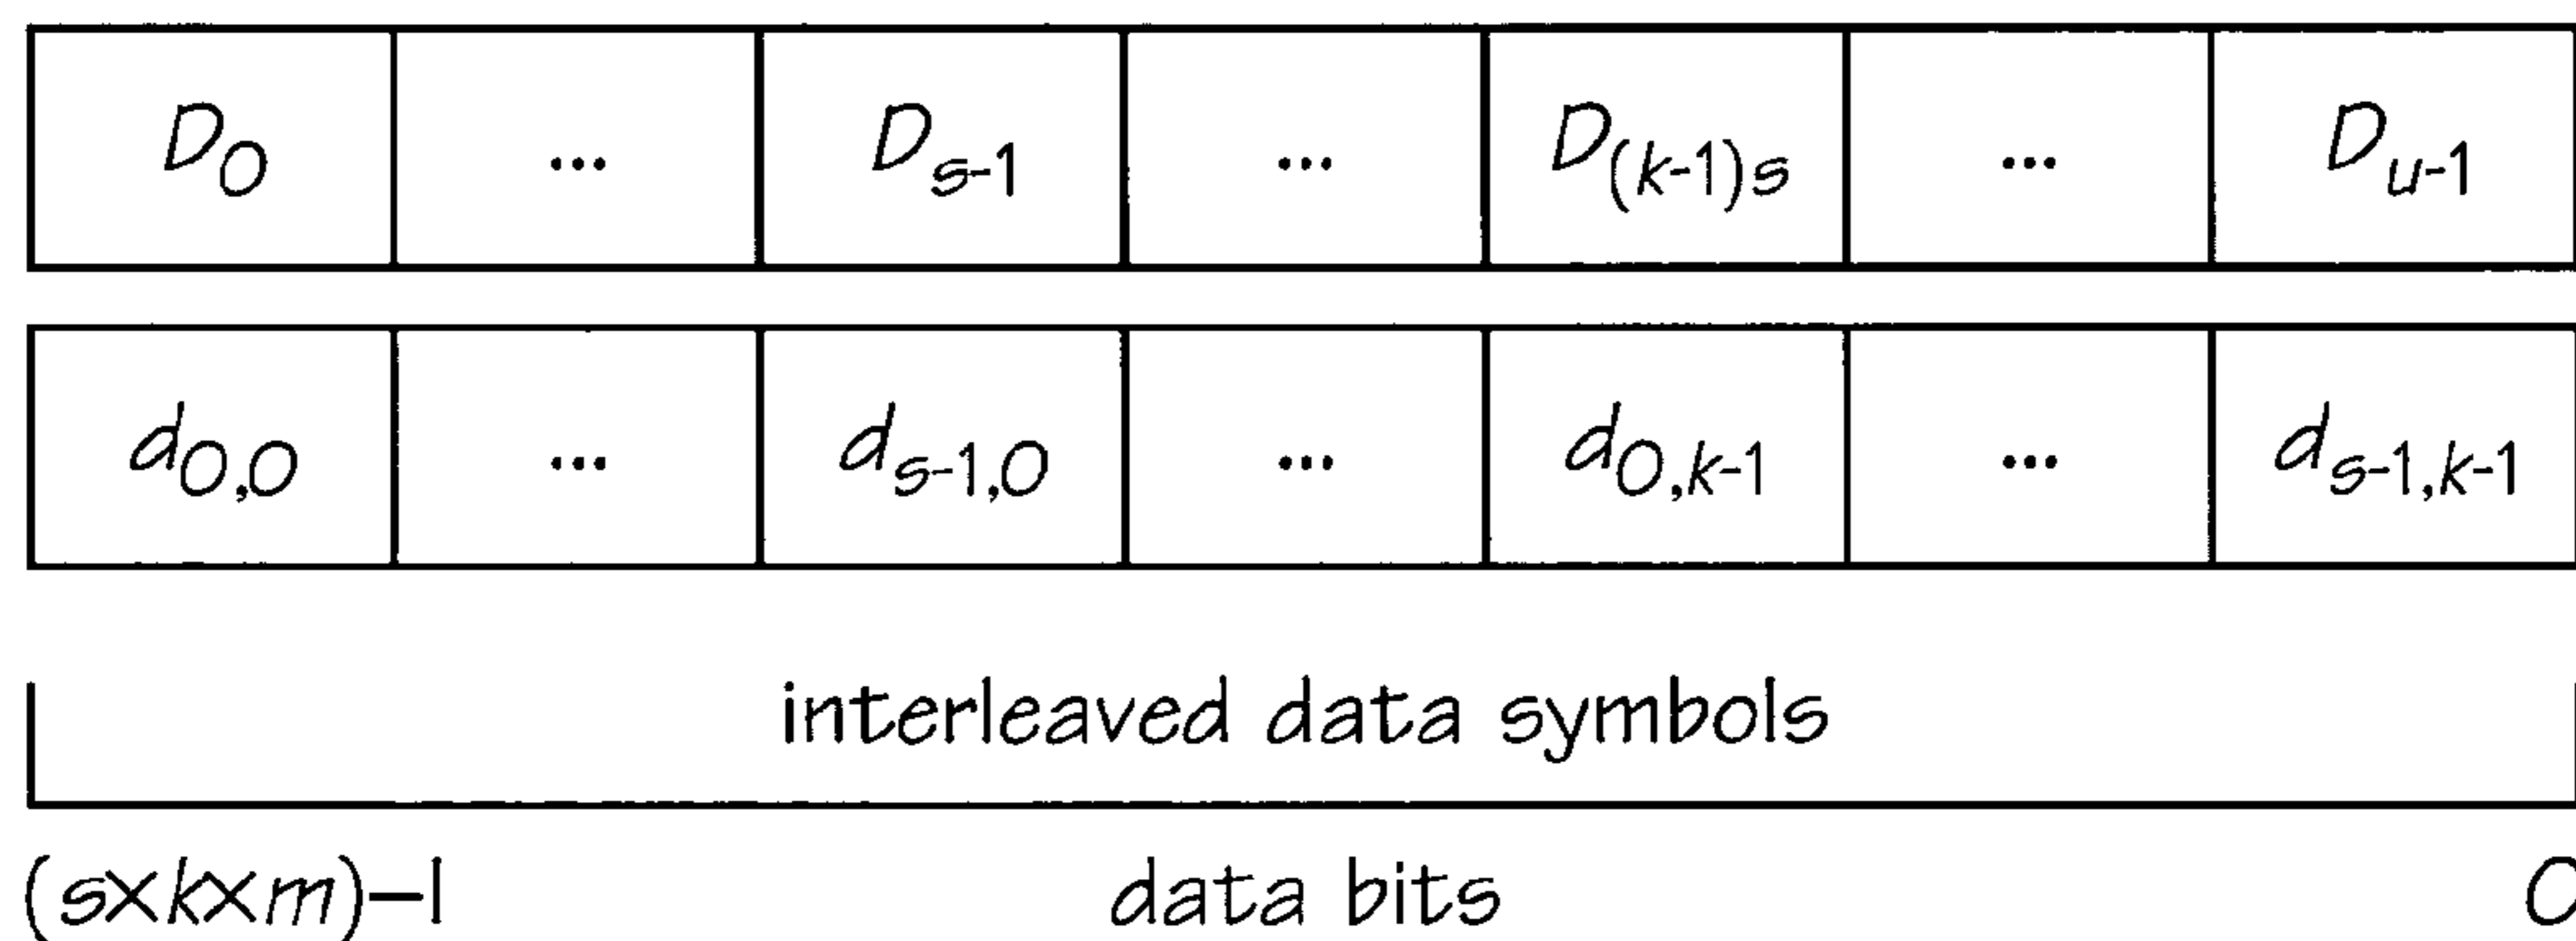 D0 ... Ds-1 ... D(k-1)s ... Du-1
d0,0 ... ds-1,0 ... d0,k-1 ... ds-1,k-1
interleaved data symbols
(s×k×m)–1 data bits 0